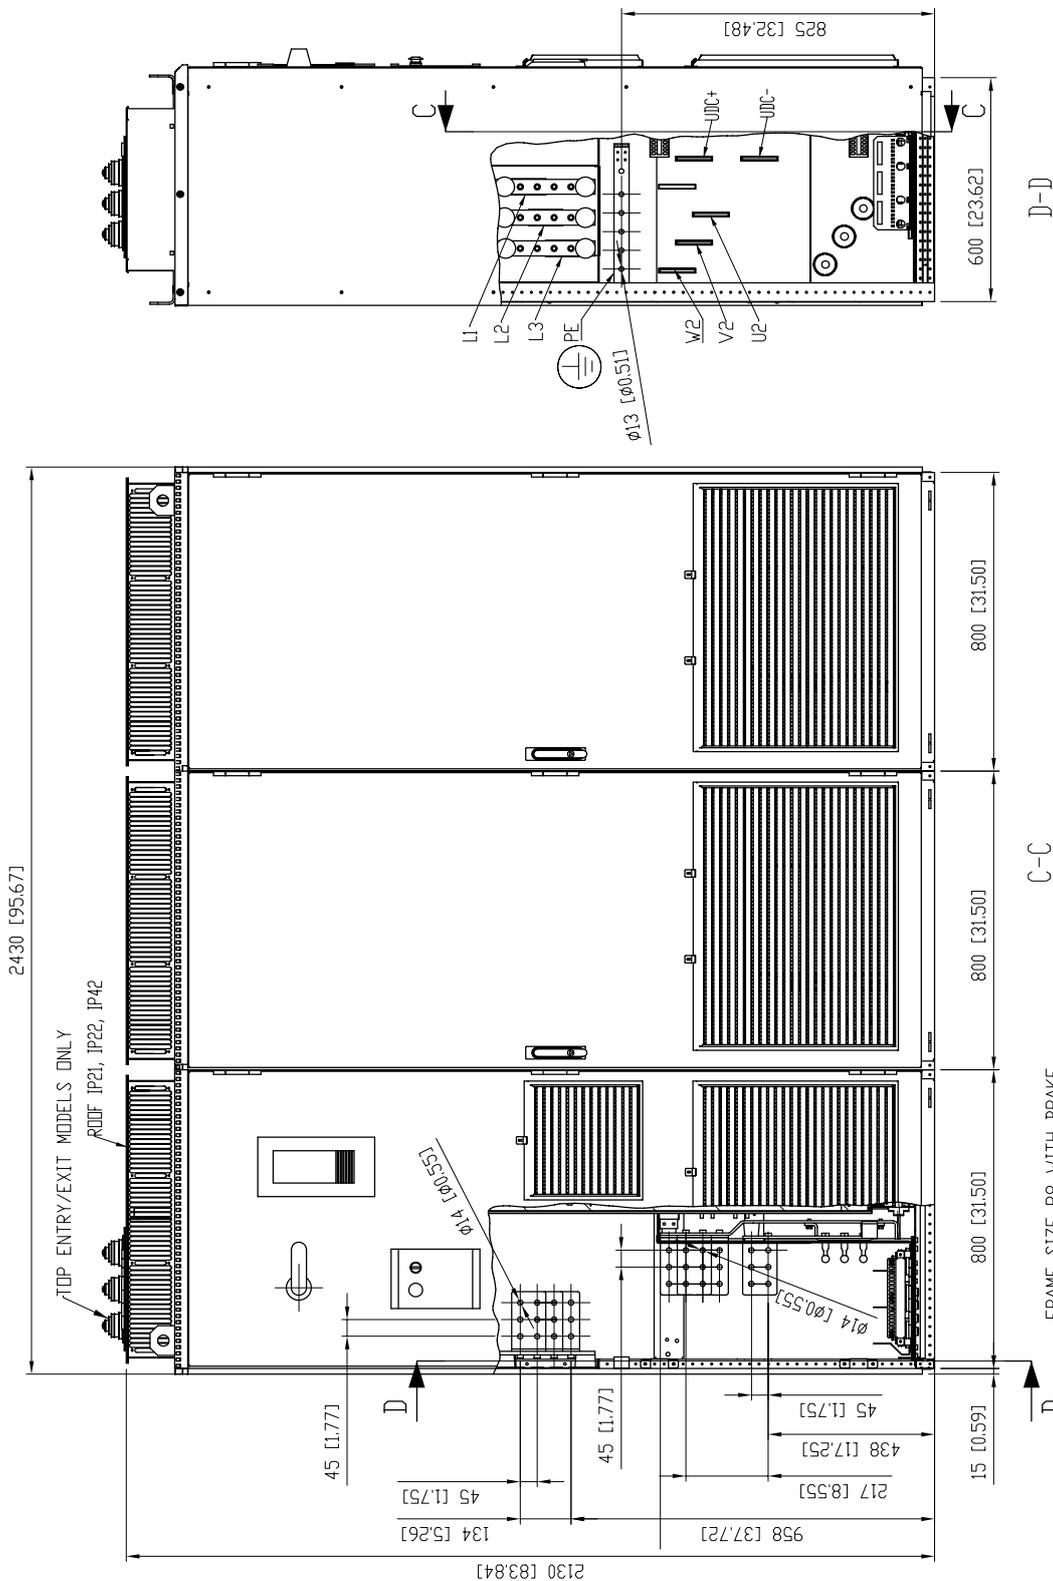 825 [32.48]
C
C
UDC+
UDC-
600 [23.62]
D-D
L1
L2
L3
PE
W2
V2
U2
ø13 [ø0.51]
2430 [95.67]
TOP ENTRY/EXIT MODELS ONLY
ROOF IP21, IP22, IP42
800 [31.50]
800 [31.50]
800 [31.50]
C-C
ø14 [ø0.55]
ø14 [ø0.55]
D
D
45 [1.77]
45 [1.77]
45 [1.75]
45 [1.75]
134 [5.26]
438 [17.25]
217 [8.55]
958 [37.72]
15 [0.59]
2130 [83.84]